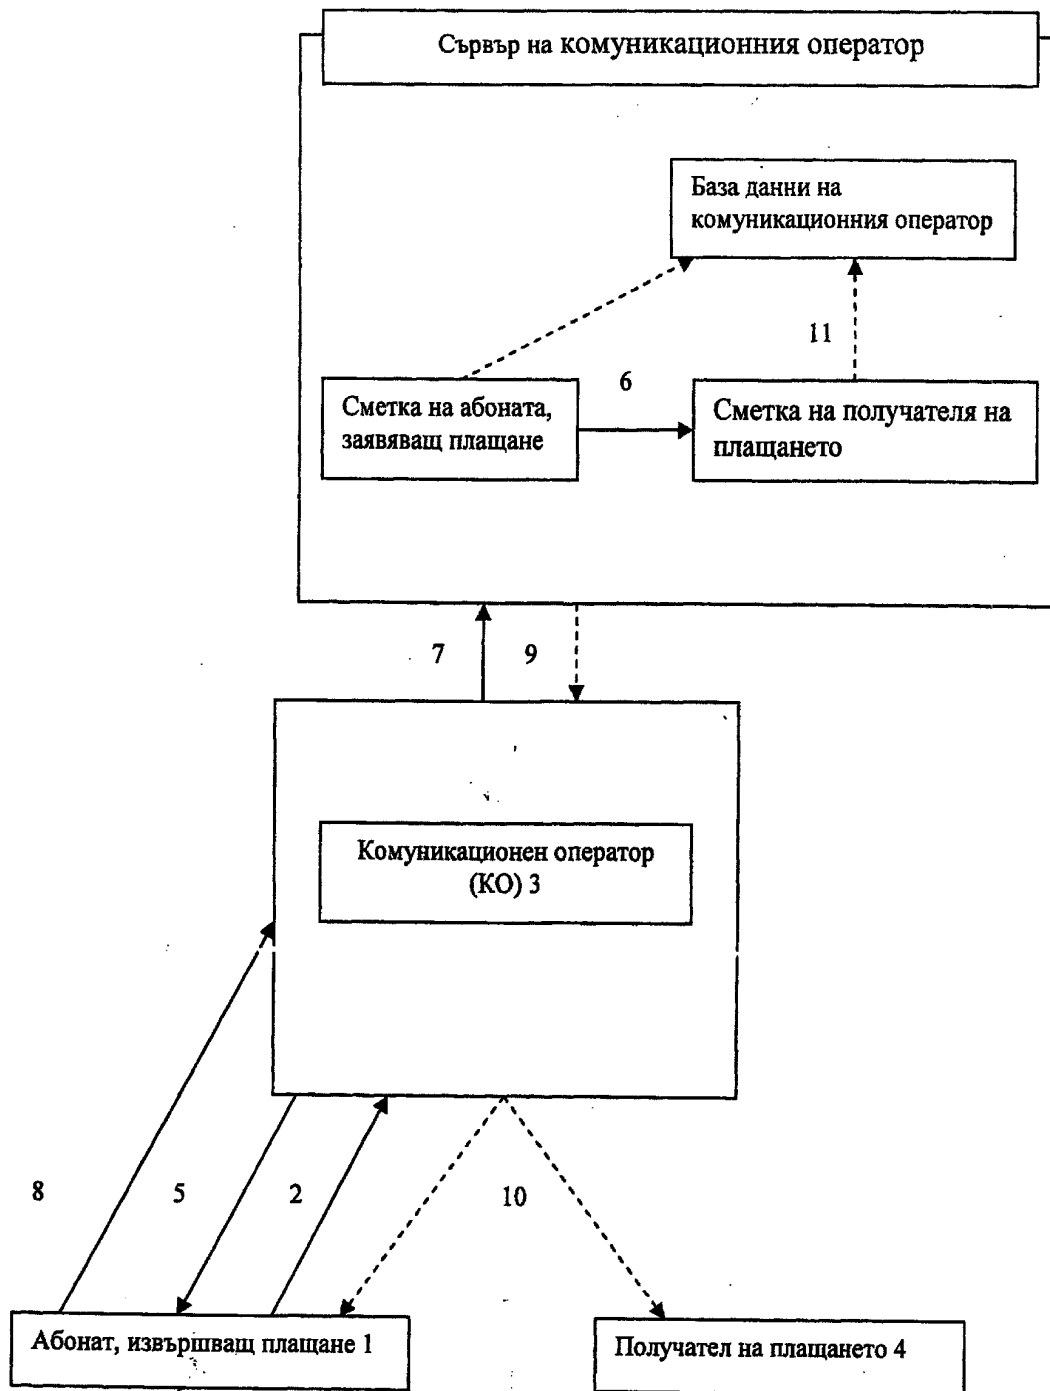 Сървър на комуникационния оператор
База данни на
комуникационния оператор
11
6
Сметка на абоната,
заявяващ плащане
Сметка на получателя на
плащането
7
9
Комуникационен оператор
(КО) 3
8
5
2
10
Абонат, извършващ плащане 1
Получател на плащането 4